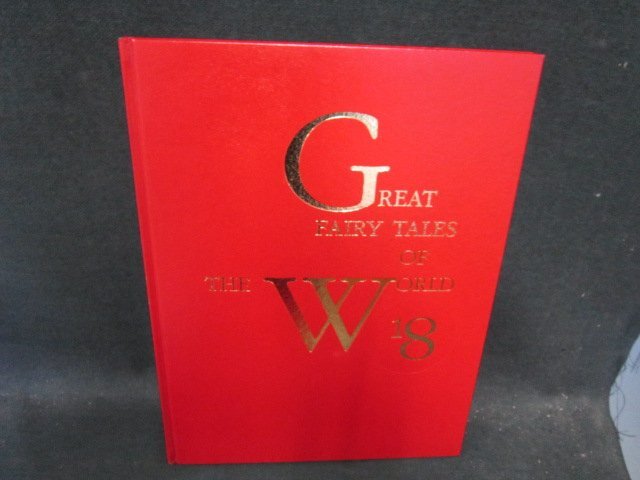 GREAT
FAIRY TALES
OF
THE WORLD
18